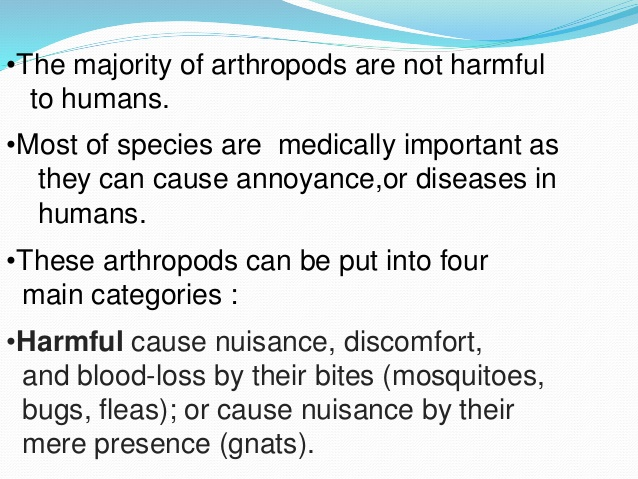 •The majority of arthropods are not harmful
to humans.
•Most of species are  medically important as
they can cause annoyance,or diseases in
humans.
•These arthropods can be put into four
main categories :
•Harmful cause nuisance, discomfort,
and blood-loss by their bites (mosquitoes,
bugs, fleas); or cause nuisance by their
mere presence (gnats).